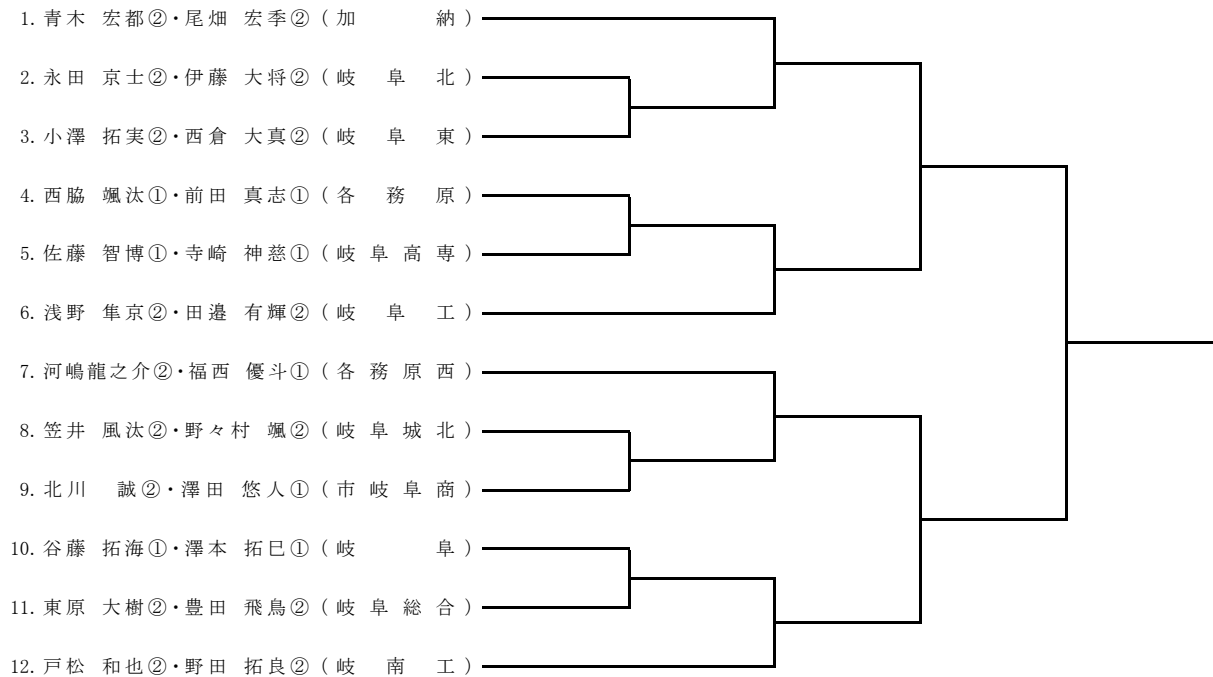 1. 青木 宏都②・尾畑 宏季②（加 納）
2. 永田 京士②・伊藤 大将②（岐 阜 北）
3. 小澤 拓実②・西倉 大真②（岐 阜 東）
4. 西脇 颯汰①・前田 真志①（各 務 原）
5. 佐藤 智博①・寺崎 神慈①（岐阜高専）
6. 浅野 隼京②・田邉 有輝②（岐 阜 工）
7. 河嶋龍之介②・福西 優斗①（各務原西）
8. 笠井 風汰②・野々村 颯②（岐阜城北）
9. 北川 誠②・澤田 悠人①（市岐阜商）
10. 谷藤 拓海①・澤本 拓巳①（岐 阜）
11. 東原 大樹②・豊田 飛鳥②（岐阜総合）
12. 戸松 和也②・野田 拓良②（岐 南 工）